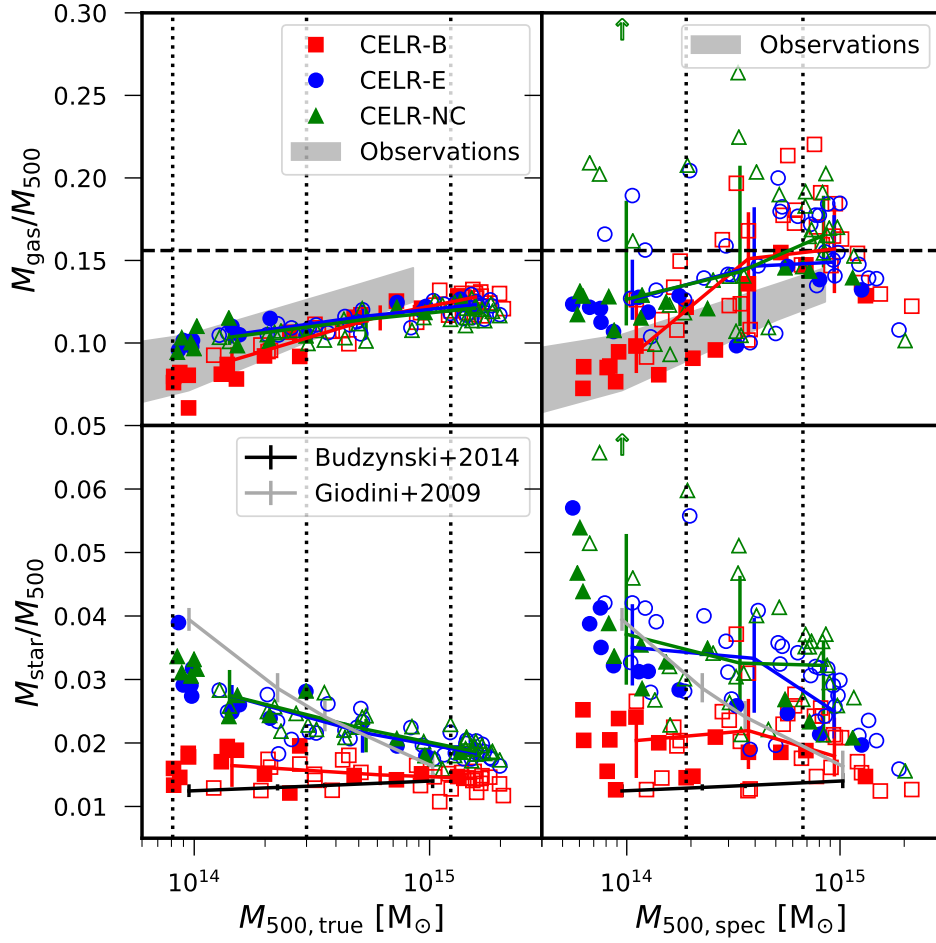 0.30
0.25
0.20
0.15
0.10
0.05
M_gas/M_500
CELR-B
CELR-E
CELR-NC
Observations
Observations
0.06
0.05
0.04
0.03
0.02
0.01
M_star/M_500
Budzynski+2014
Giodini+2009
10^14 10^15
10^14 10^15
M_500, true [M_⊙]
M_500, spec [M_⊙]